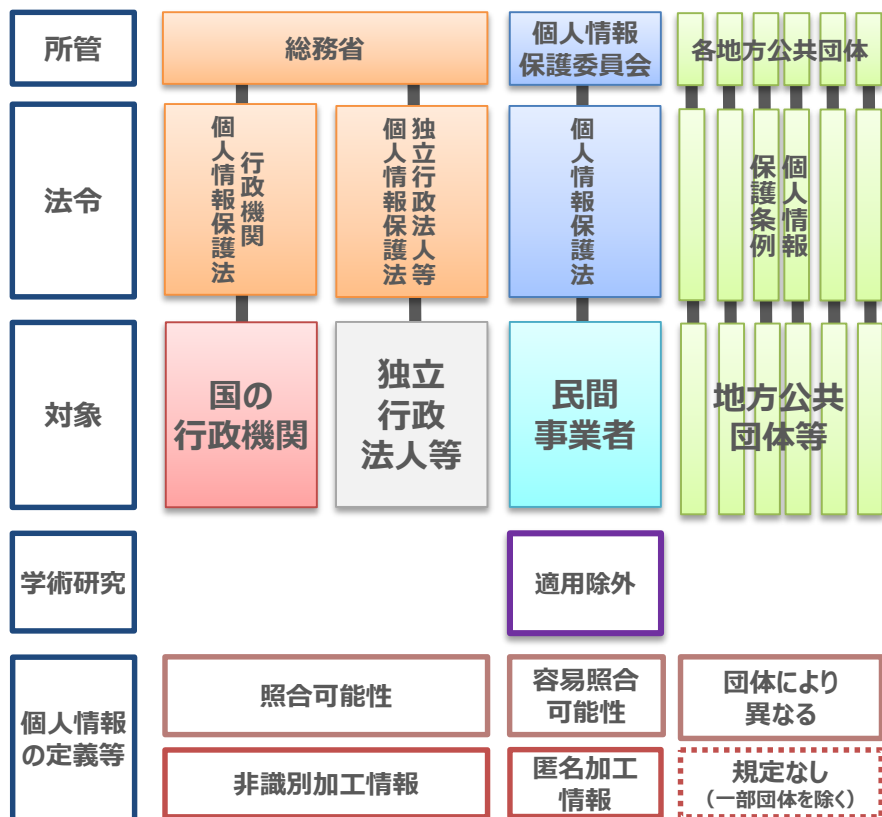 所管
総務省
個人情報
保護委員会
各地方公共団体
法令
行政機関
個人情報保護法
独立行政法人等
個人情報保護法
個人情報保護法
個人情報
保護条例
対象
国の
行政機関
独立
行政
法人等
民間
事業者
地方公共
団体等
学術研究
適用除外
個人情報
の定義等
照合可能性
容易照合
可能性
団体により
異なる
非識別加工情報
匿名加工
情報
規定なし
（一部団体を除く）